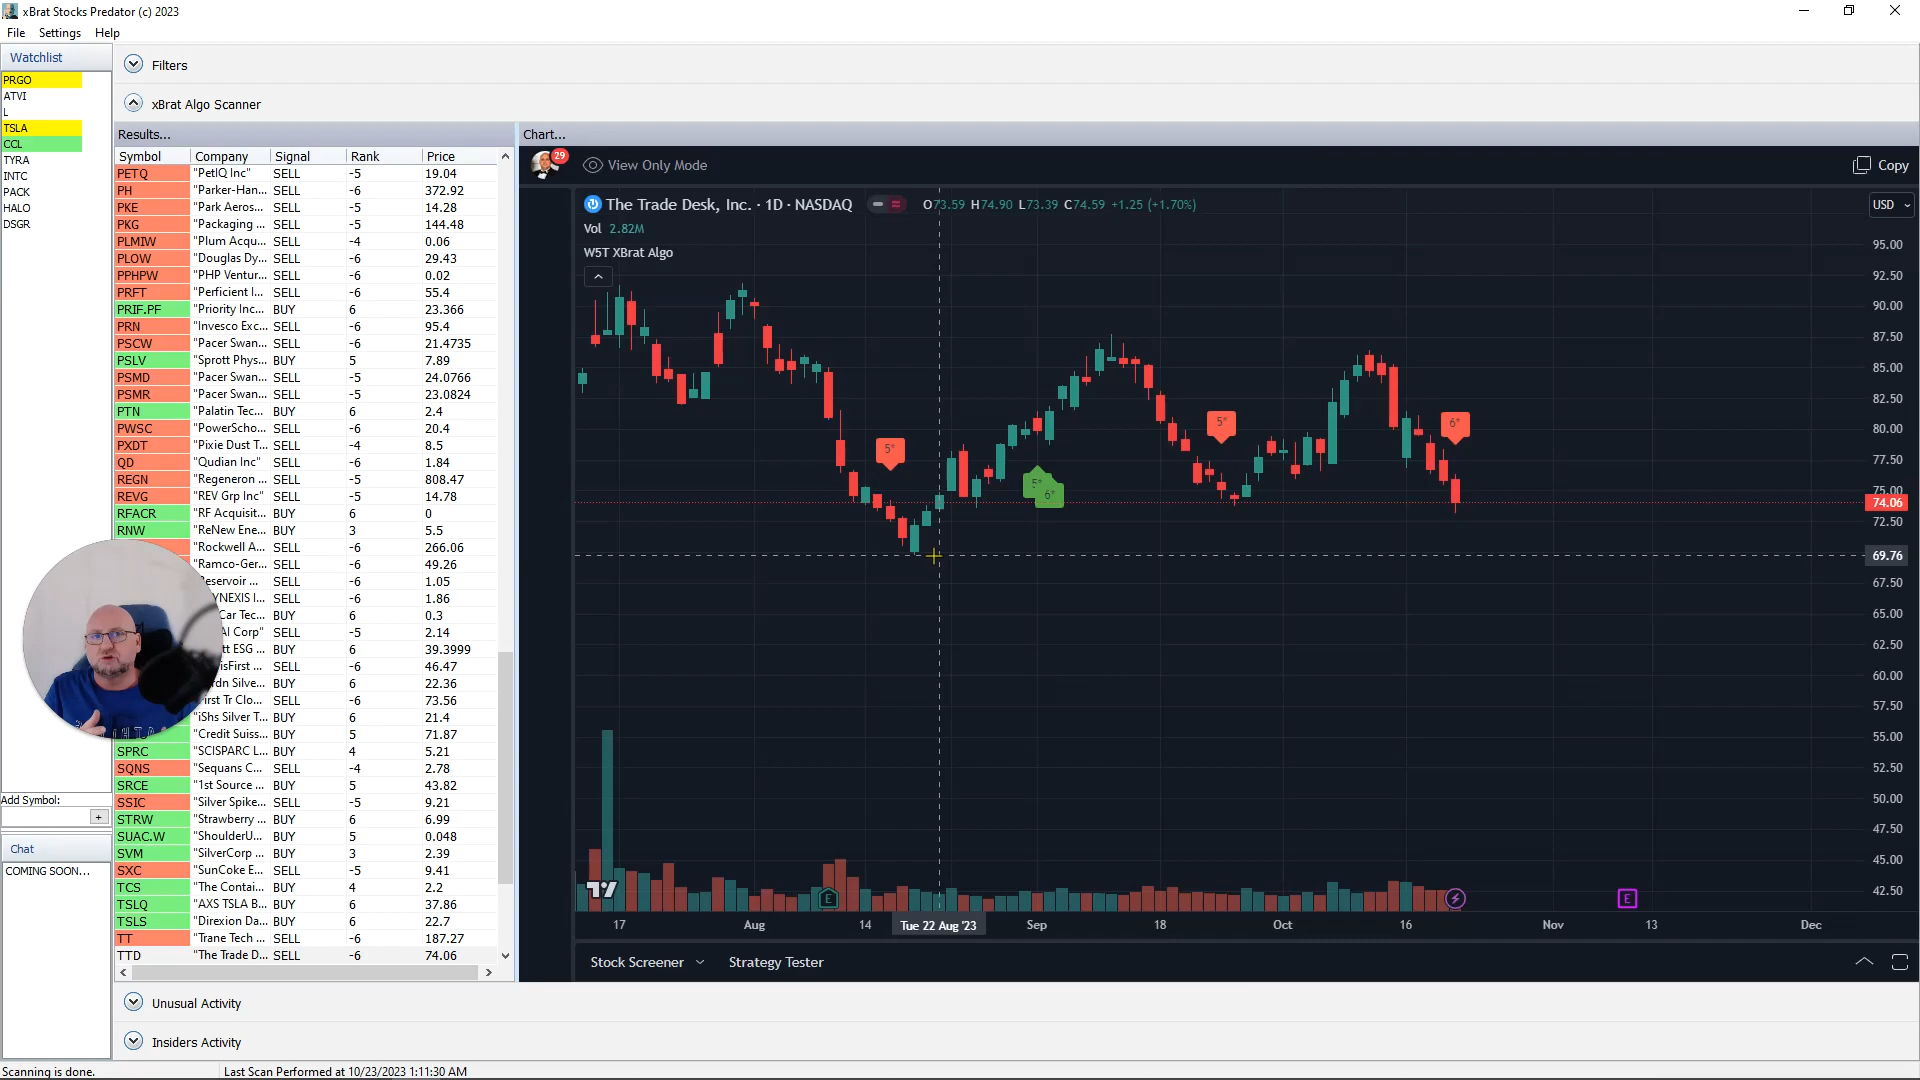 xBrat Stocks Predator (c) 2023
File Settings Help
Watchlist
PRGO
ATVI
L
TSLA
CCL
TYRA
INTC
PACK
HALO
DSGR
Add Symbol:
+
Chat
COMING SOON...
Filters
xBrat Algo Scanner
Results...
Symbol Company Signal Rank Price
PETQ "PetIQ Inc" SELL -5 19.04
PH "Parker-Han... SELL -6 372.92
PKE "Park Aeros... SELL -5 14.28
PKG "Packaging ... SELL -5 144.48
PLMIW "Plum Acqu... SELL -4 0.06
PLOW "Douglas Dy... SELL -6 29.43
PPHPW "PHP Ventur... SELL -6 0.02
PRFT "Perficient I... SELL -6 55.4
PRIF.PF "Priority Inc... BUY 6 23.366
PRN "Invesco Exc... SELL -6 95.4
PSCW "Pacer Swan... SELL -6 21.4735
PSLV "Sprott Phys... BUY 5 7.89
PSMD "Pacer Swan... SELL -5 24.0766
PSMR "Pacer Swan... SELL -5 23.0824
PTN "Palatin Tec... BUY 6 2.4
PWSC "PowerScho... SELL -6 20.4
PXDT "Pixie Dust T... SELL -4 8.5
QD "Qudian Inc" SELL -6 1.84
REGN "Regeneron ... SELL -6 808.47
REVG "REV Grp Inc" SELL -5 14.78
RFACR "RF Acquisit... BUY 6 0
RNW "ReNew Ene... BUY 3 5.5
"Rockwell A... SELL -6 266.06
"Ramco-Ger... SELL -6 49.26
eservoir ... SELL -6 1.05
YNEXIS I... SELL -6 1.86
Car Tec... BUY 6 0.3
AI Corp" SELL -5 2.14
tt ESG ... BUY 6 39.3999
isFirst ... SELL -6 46.47
rdn Silve... BUY 6 22.36
irst Tr Clo... SELL -6 73.56
"iShs Silver T... BUY 6 21.4
"Credit Suiss... BUY 5 71.87
SPRC "SCISPARC L... BUY 4 5.21
SQNS "Sequans C... SELL -4 2.78
SRCE "1st Source ... BUY 5 43.82
SSIC "Silver Spike... SELL -5 9.21
STRW "Strawberry ... BUY 6 6.99
SUAC.W "ShoulderU... BUY 5 0.048
SVM "SilverCorp ... BUY 3 2.39
SXC "SunCoke E... SELL -5 9.41
TCS "The Contai... BUY 4 2.2
TSLQ "AXS TSLA B... BUY 6 37.86
TSLS "Direxion Da... BUY 6 22.7
TT "Trane Tech ... SELL -6 187.27
TTD "The Trade D... SELL -6 74.06
Chart...
29 View Only Mode Copy
The Trade Desk, Inc. · 1D · NASDAQ O73.59 H74.90 L73.39 C74.59 +1.25 (+1.70%) USD
Vol 2.82M
W5T XBrat Algo
5*
5*
6*
5*
6*
95.00
92.50
90.00
87.50
85.00
82.50
80.00
77.50
75.00
74.06
72.50
69.76
67.50
65.00
62.50
60.00
57.50
55.00
52.50
50.00
47.50
45.00
42.50
E
E
17 Aug 14 Tue 22 Aug '23 Sep 18 Oct 16 Nov 13 Dec
Stock Screener Strategy Tester
Unusual Activity
Insiders Activity
Scanning is done. Last Scan Performed at 10/23/2023 1:11:30 AM